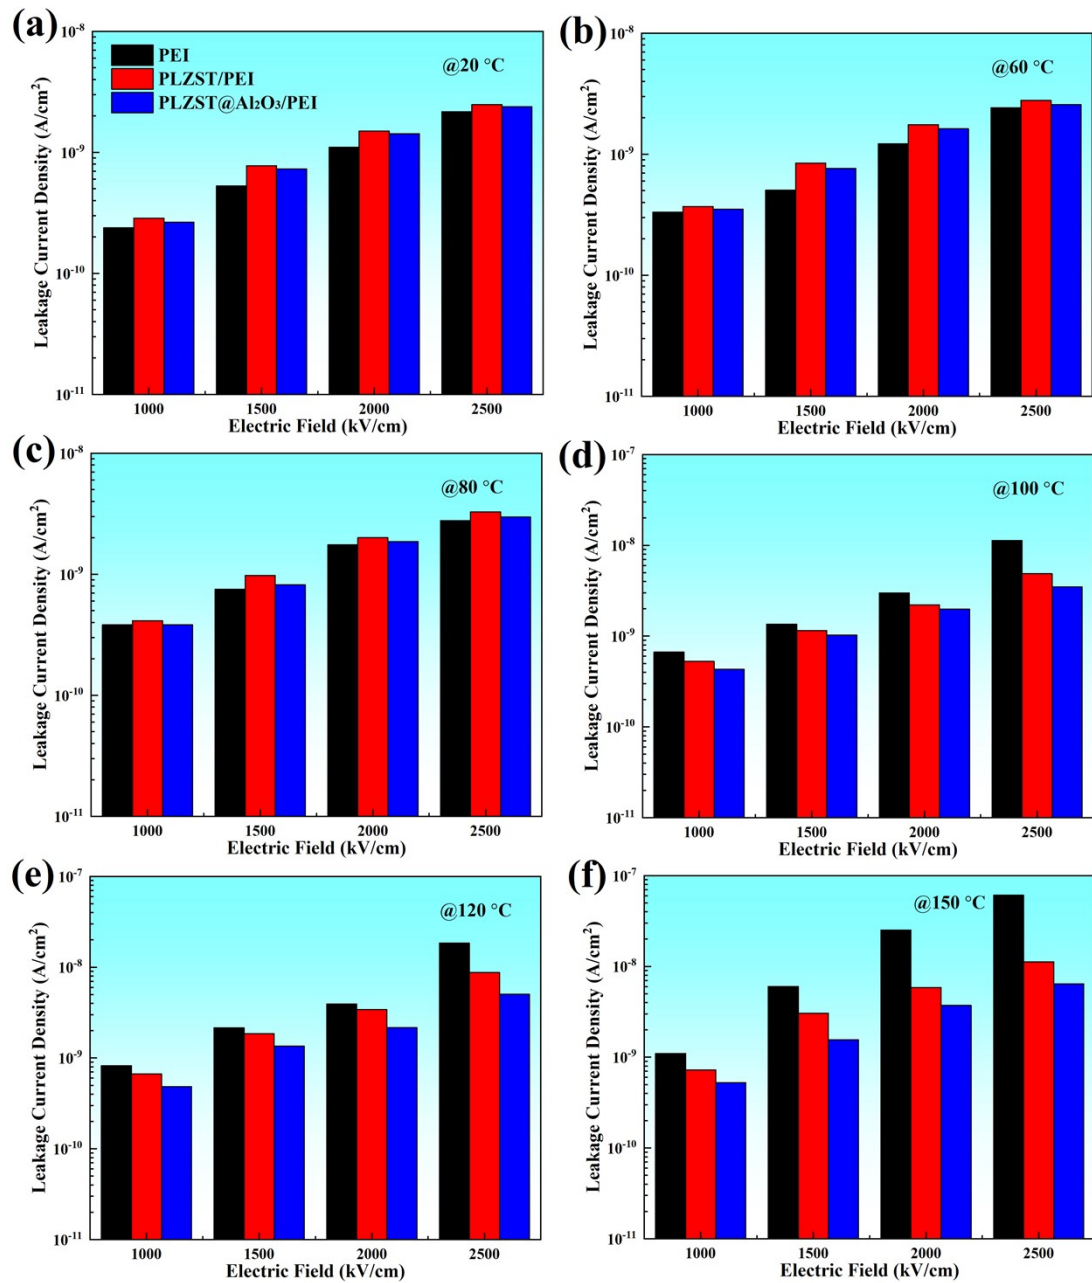 (a)
10⁻⁸
10⁻⁹
10⁻¹⁰
10⁻¹¹
Leakage Current Density (A/cm²)
PEI
PLZST/PEI
PLZST@Al₂O₃/PEI
@20 °C
1000 1500 2000 2500
Electric Field (kV/cm)
(b)
10⁻⁸
10⁻⁹
10⁻¹⁰
10⁻¹¹
Leakage Current Density (A/cm²)
@60 °C
1000 1500 2000 2500
Electric Field (kV/cm)
(c)
10⁻⁸
10⁻⁹
10⁻¹⁰
10⁻¹¹
Leakage Current Density (A/cm²)
@80 °C
1000 1500 2000 2500
Electric Field (kV/cm)
(d)
10⁻⁷
10⁻⁸
10⁻⁹
10⁻¹⁰
10⁻¹¹
Leakage Current Density (A/cm²)
@100 °C
1000 1500 2000 2500
Electric Field (kV/cm)
(e)
10⁻⁷
10⁻⁸
10⁻⁹
10⁻¹⁰
10⁻¹¹
Leakage Current Density (A/cm²)
@120 °C
1000 1500 2000 2500
Electric Field (kV/cm)
(f)
10⁻⁷
10⁻⁸
10⁻⁹
10⁻¹⁰
10⁻¹¹
Leakage Current Density (A/cm²)
@150 °C
1000 1500 2000 2500
Electric Field (kV/cm)